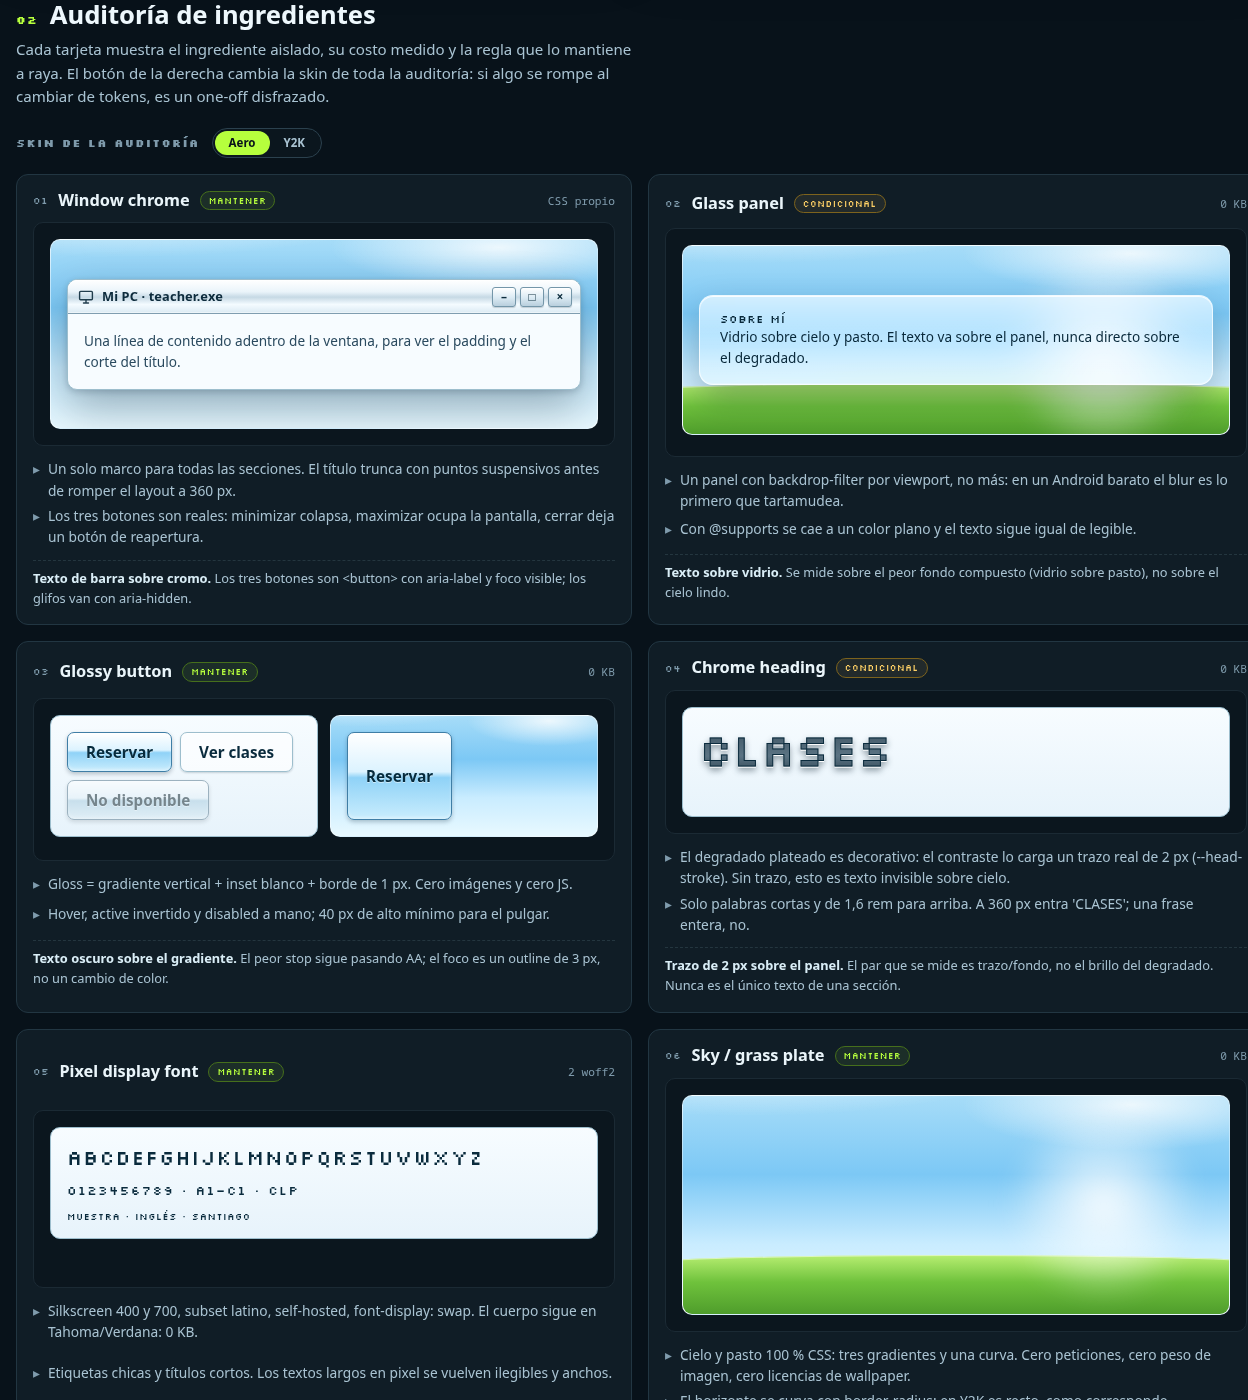 02 Auditoría de ingredientes
Cada tarjeta muestra el ingrediente aislado, su costo medido y la regla que lo mantiene
a raya. El botón de la derecha cambia la skin de toda la auditoría: si algo se rompe al
cambiar de tokens, es un one-off disfrazado.
SKIN DE LA AUDITORÍA Aero Y2K
01 Window chrome MANTENER CSS propio
Mi PC · teacher.exe – □ ×
Una línea de contenido adentro de la ventana, para ver el padding y el
corte del título.
▸ Un solo marco para todas las secciones. El título trunca con puntos suspensivos antes
de romper el layout a 360 px.
▸ Los tres botones son reales: minimizar colapsa, maximizar ocupa la pantalla, cerrar deja
un botón de reapertura.
Texto de barra sobre cromo. Los tres botones son <button> con aria-label y foco visible; los
glifos van con aria-hidden.
02 Glass panel CONDICIONAL 0 KB
SOBRE MÍ
Vidrio sobre cielo y pasto. El texto va sobre el panel, nunca directo sobre
el degradado.
▸ Un panel con backdrop-filter por viewport, no más: en un Android barato el blur es lo
primero que tartamudea.
▸ Con @supports se cae a un color plano y el texto sigue igual de legible.
Texto sobre vidrio. Se mide sobre el peor fondo compuesto (vidrio sobre pasto), no sobre el
cielo lindo.
03 Glossy button MANTENER 0 KB
Reservar Ver clases
No disponible
Reservar
▸ Gloss = gradiente vertical + inset blanco + borde de 1 px. Cero imágenes y cero JS.
▸ Hover, active invertido y disabled a mano; 40 px de alto mínimo para el pulgar.
Texto oscuro sobre el gradiente. El peor stop sigue pasando AA; el foco es un outline de 3 px,
no un cambio de color.
04 Chrome heading CONDICIONAL 0 KB
CLASES
▸ El degradado plateado es decorativo: el contraste lo carga un trazo real de 2 px (--head-
stroke). Sin trazo, esto es texto invisible sobre cielo.
▸ Solo palabras cortas y de 1,6 rem para arriba. A 360 px entra 'CLASES'; una frase
entera, no.
Trazo de 2 px sobre el panel. El par que se mide es trazo/fondo, no el brillo del degradado.
Nunca es el único texto de una sección.
05 Pixel display font MANTENER 2 woff2
ABCDEFGHIJKLMNOPQRSTUVWXYZ
0123456789 · A1–C1 · CLP
MUESTRA · INGLÉS · SANTIAGO
▸ Silkscreen 400 y 700, subset latino, self-hosted, font-display: swap. El cuerpo sigue en
Tahoma/Verdana: 0 KB.
▸ Etiquetas chicas y títulos cortos. Los textos largos en pixel se vuelven ilegibles y anchos.
06 Sky / grass plate MANTENER 0 KB
▸ Cielo y pasto 100 % CSS: tres gradientes y una curva. Cero peticiones, cero peso de
imagen, cero licencias de wallpaper.
El horizonte se curva con border-radius; en Y2K es recto, como corresponde.